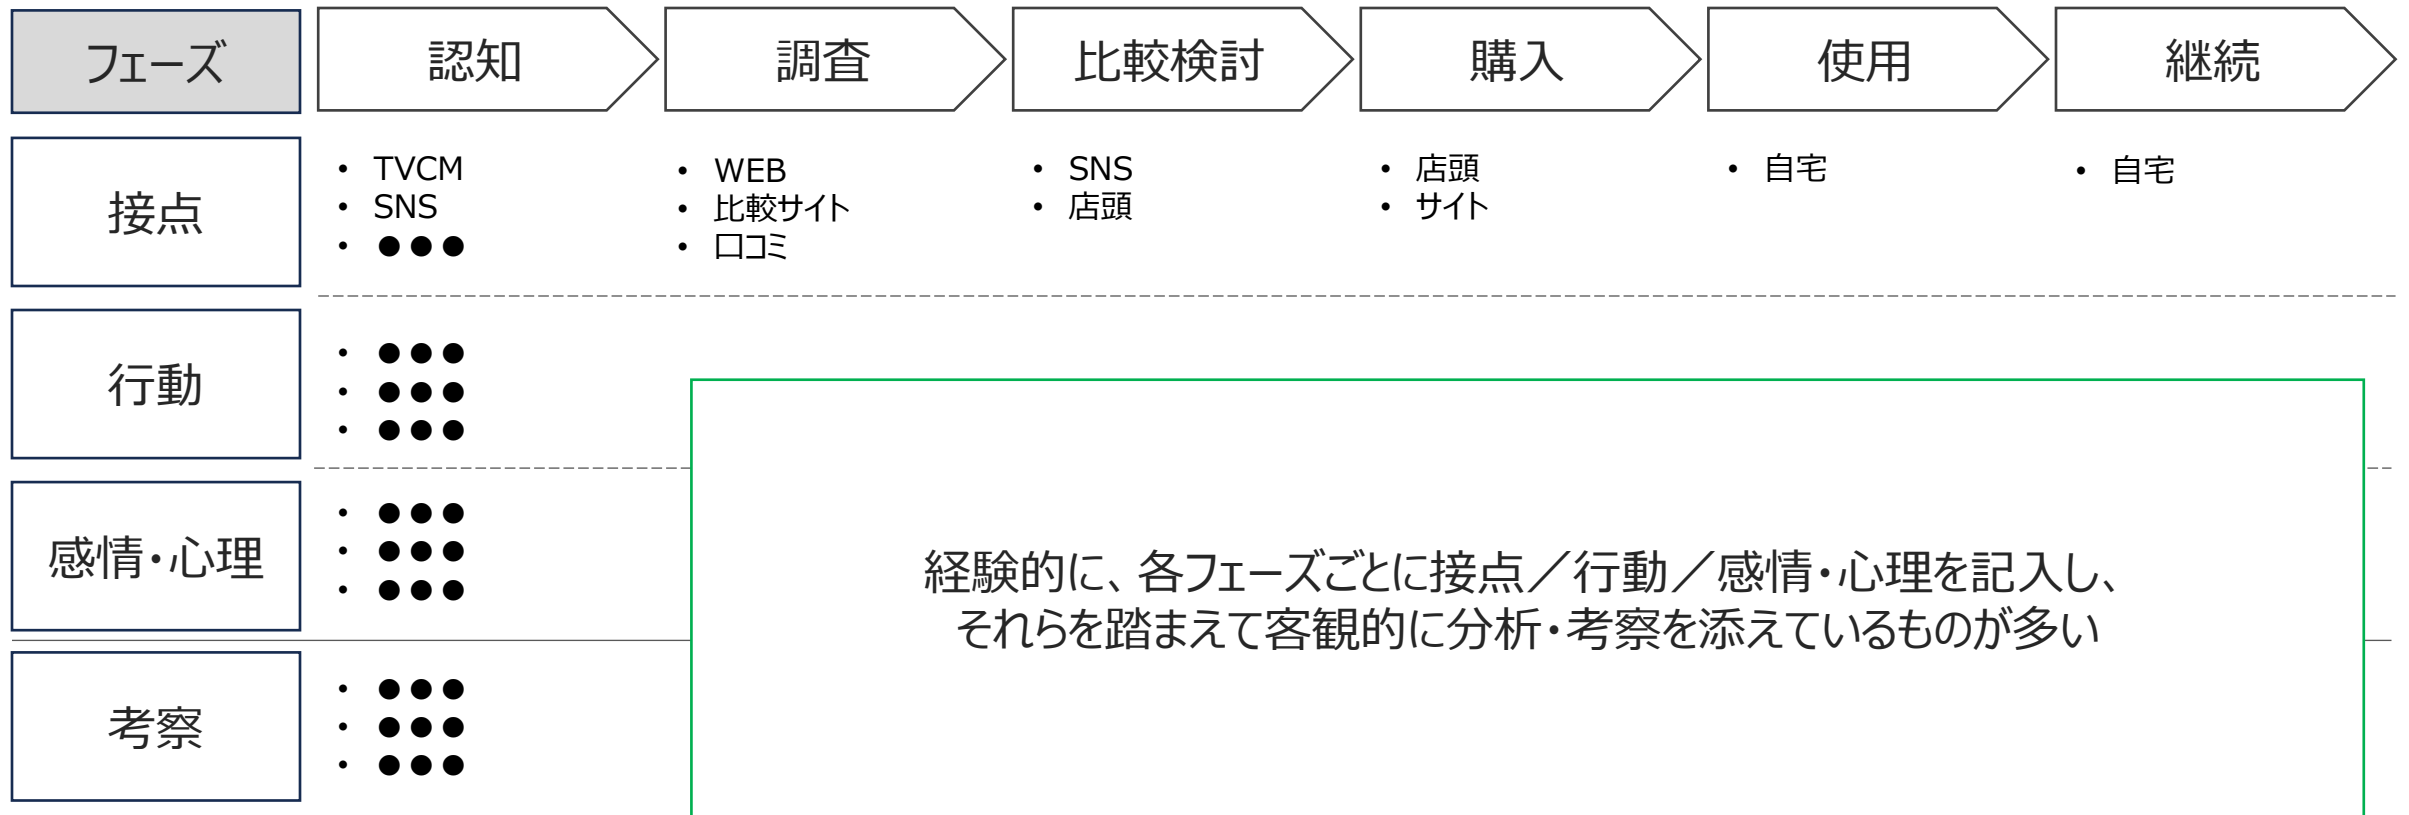 フェーズ
認知
調査
比較検討
購入
使用
継続
接点
• TVCM
• SNS
• ●●●
• WEB
• 比較サイト
• 口コミ
• SNS
• 店頭
• 店頭
• サイト
• 自宅
• 自宅
行動
• ●●●
• ●●●
• ●●●
感情・心理
• ●●●
• ●●●
• ●●●
考察
• ●●●
• ●●●
• ●●●
経験的に、各フェーズごとに接点／行動／感情・心理を記入し、
それらを踏まえて客観的に分析・考察を添えているものが多い